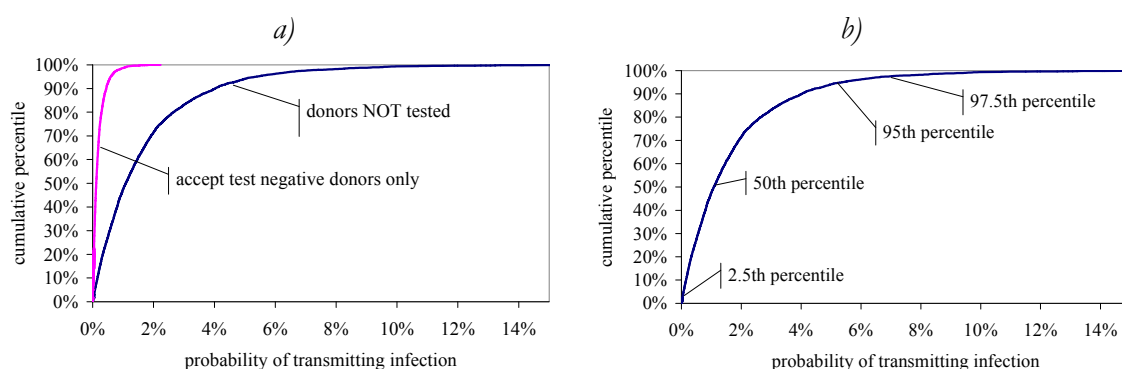 a)
cumulative percentile
100%
90%
80%
70%
60%
50%
40%
30%
20%
10%
0%
donors NOT tested
accept test negative donors only
0% 2% 4% 6% 8% 10% 12% 14%
probability of transmitting infection
b)
cumulative percentile
100%
90%
80%
70%
60%
50%
40%
30%
20%
10%
0%
97.5th percentile
95th percentile
50th percentile
2.5th percentile
0% 2% 4% 6% 8% 10% 12% 14%
probability of transmitting infection